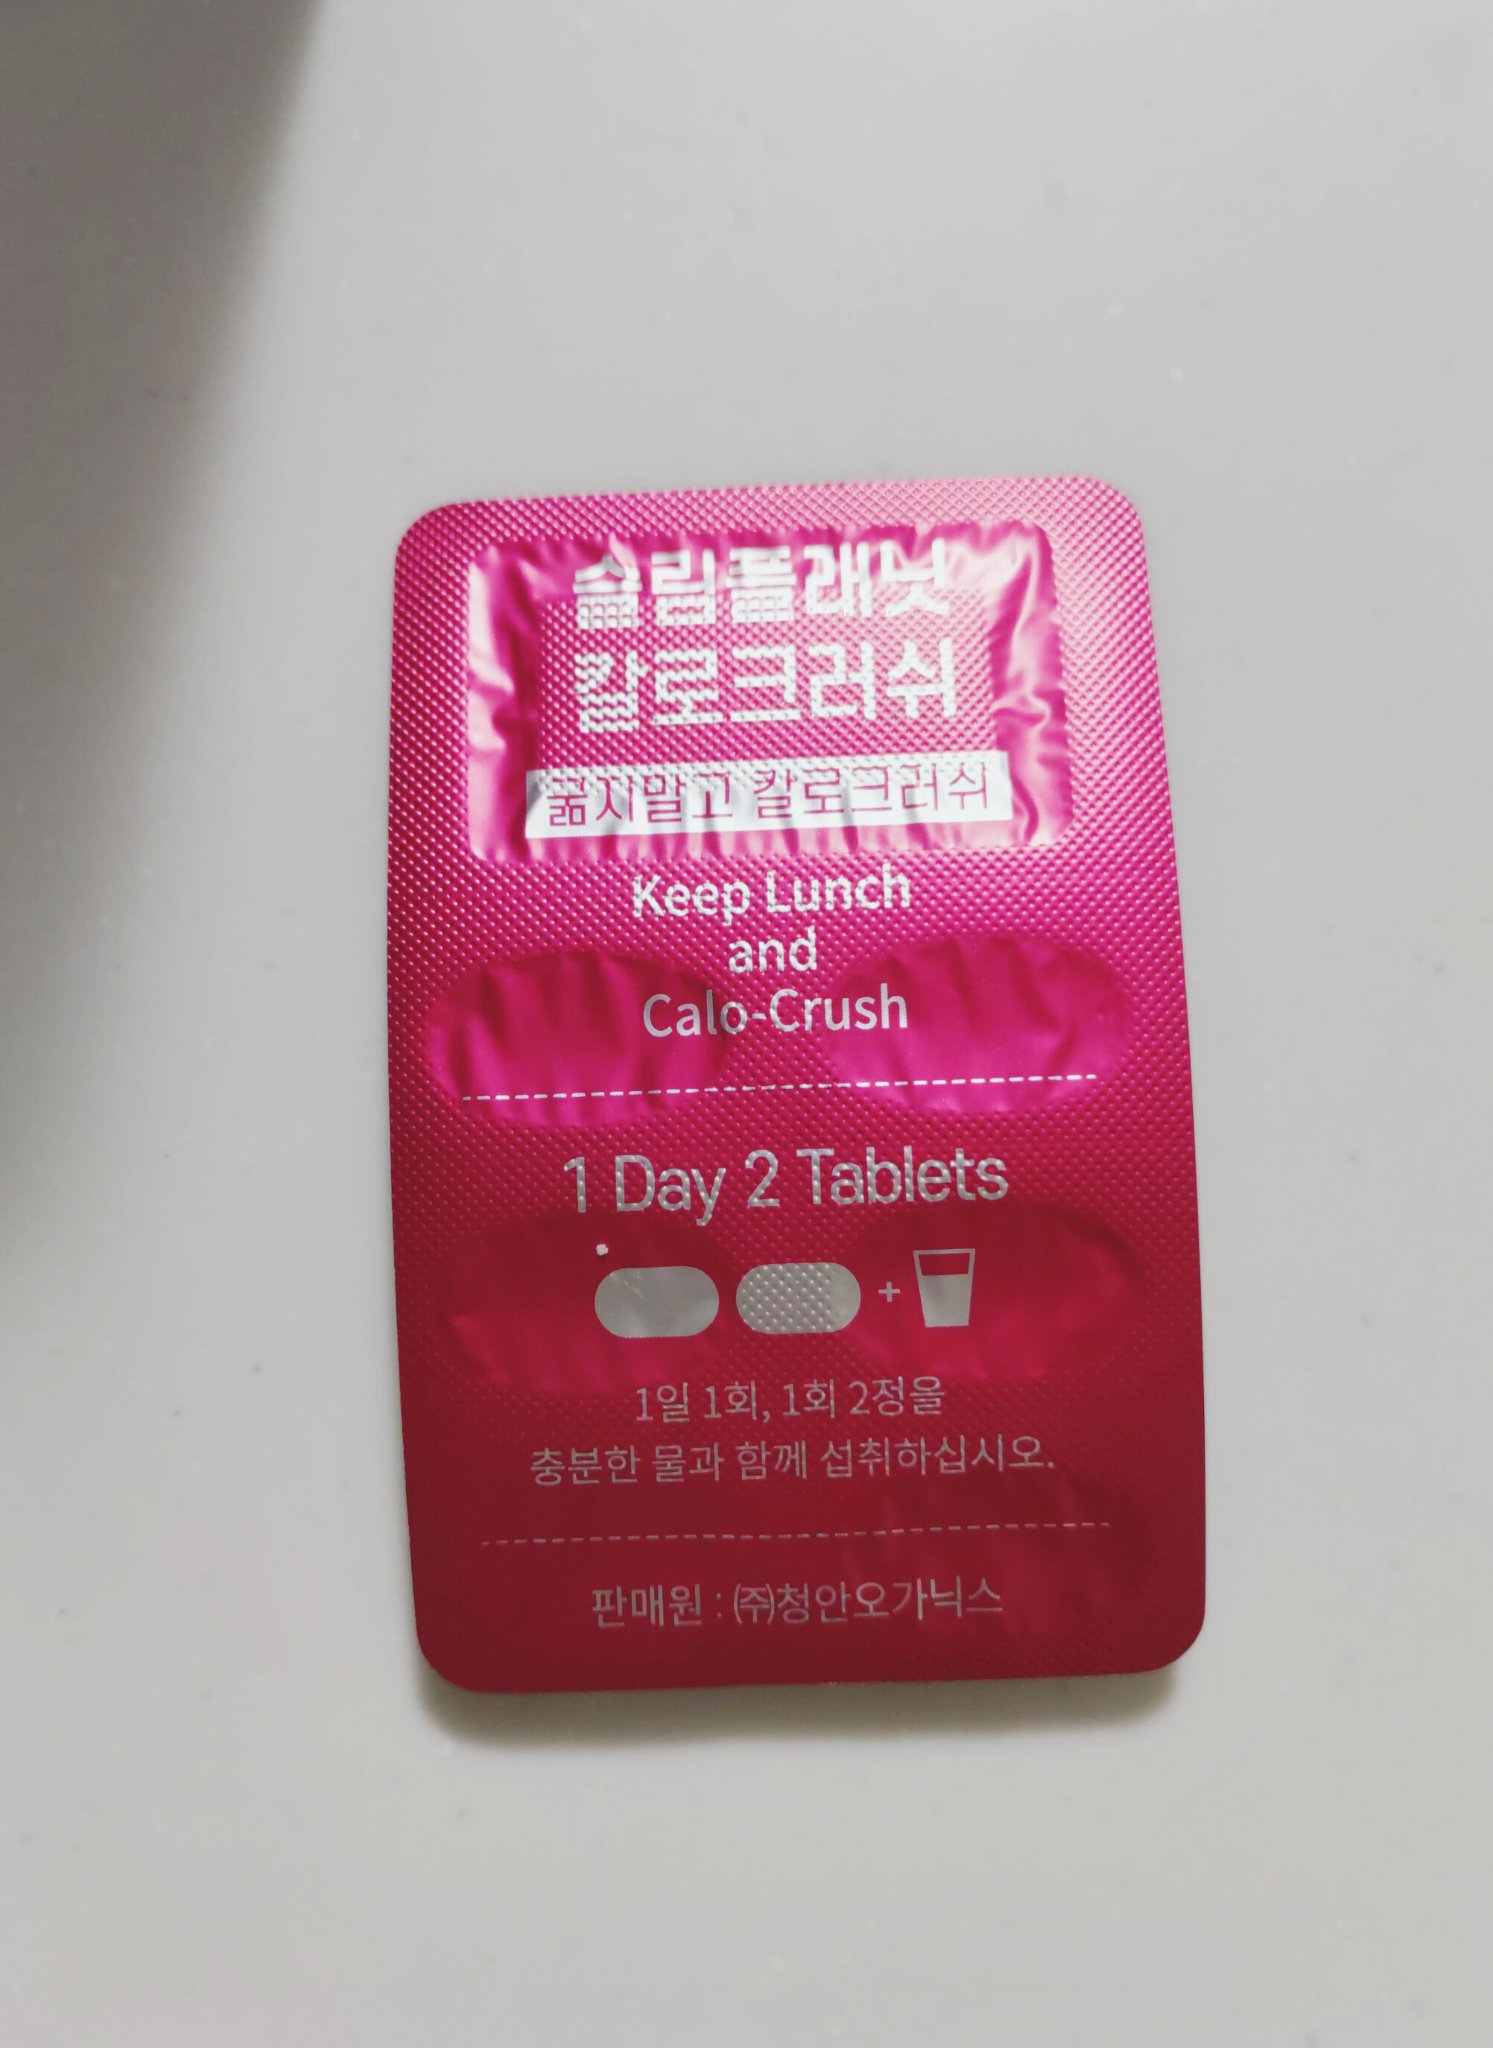 슬림플래닛
칼로크러쉬
굶지말고 칼로크러쉬
Keep Lunch
and
Calo-Crush
1 Day 2 Tablets
+
1일 1회, 1회 2정을
충분한 물과 함께 섭취하십시오.
판매원 : ㈜청안오가닉스